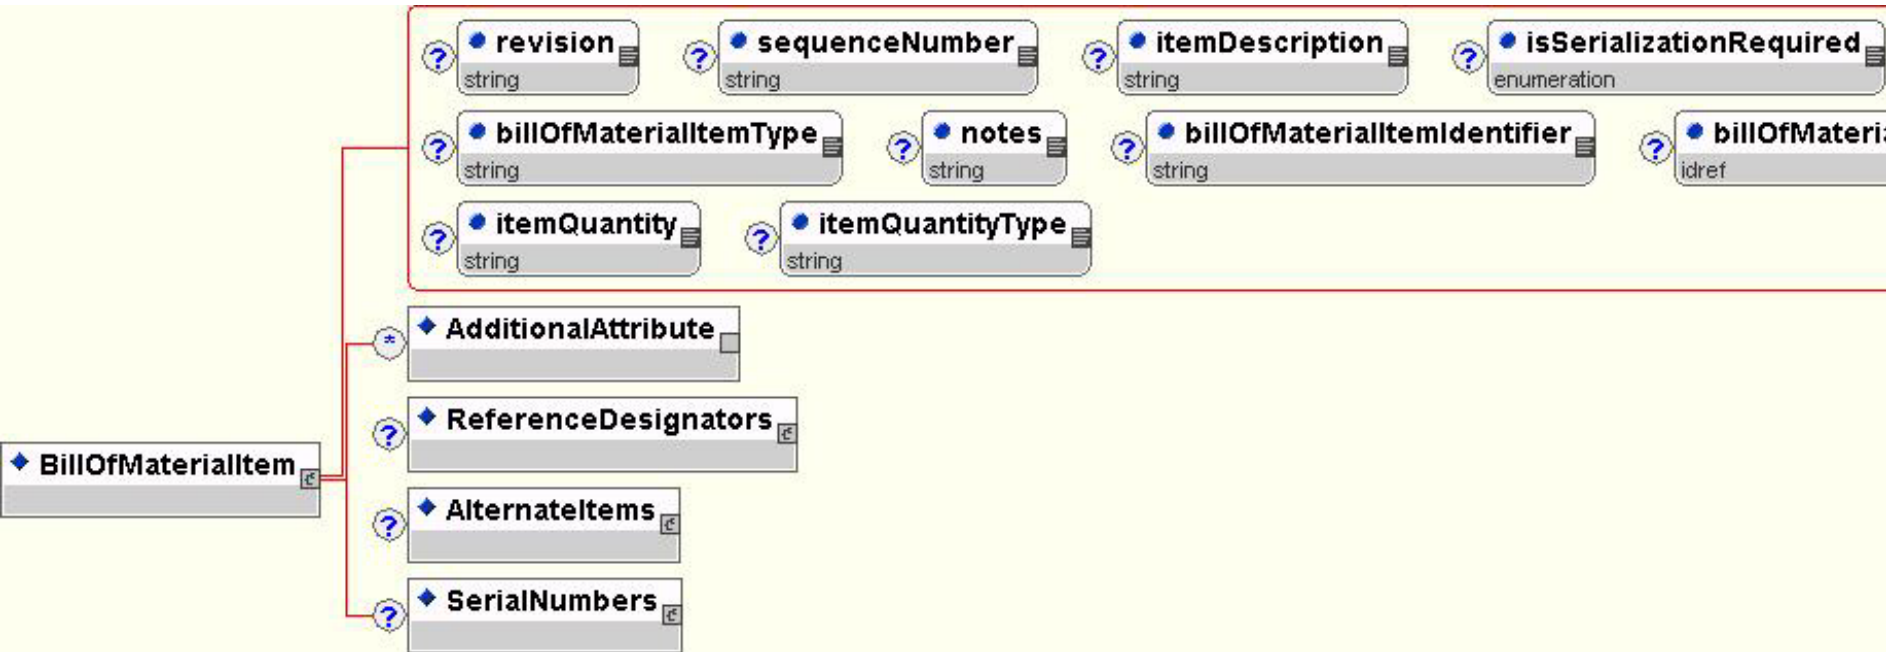 ? revision ? sequenceNumber ? itemDescription ? isSerializationRequired
string string string enumeration
? billOfMaterialItemType ? notes ? billOfMaterialItemIdentifier ?
string string string idref
? itemQuantity ? itemQuantityType
string string
* AdditionalAttribute
? ReferenceDesignators
BillOfMaterialItem
? AlternateItems
? SerialNumbers